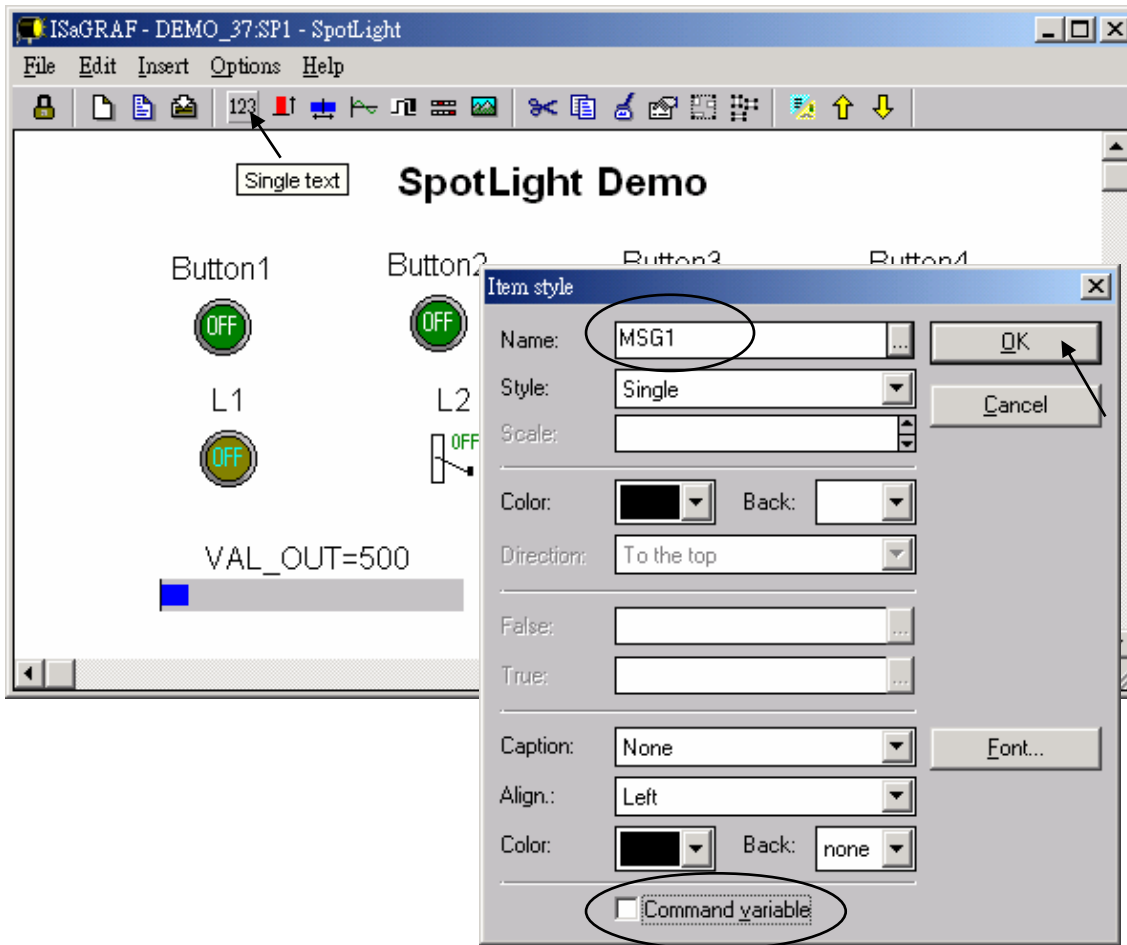 ISaGRAF - DEMO_37:SP1 - SpotLight
File Edit Insert Options Help
123
Single text
SpotLight Demo
Button1 Button2 Button3 Button4
OFF OFF
L1 L2
OFF OFF
VAL_OUT=500
Item style
Name: MSG1 ... OK
Style: Single Cancel
Scale:
Color: Back:
Direction: To the top
False: ...
True: ...
Caption: None Font...
Align.: Left
Color: Back: none
Command variable